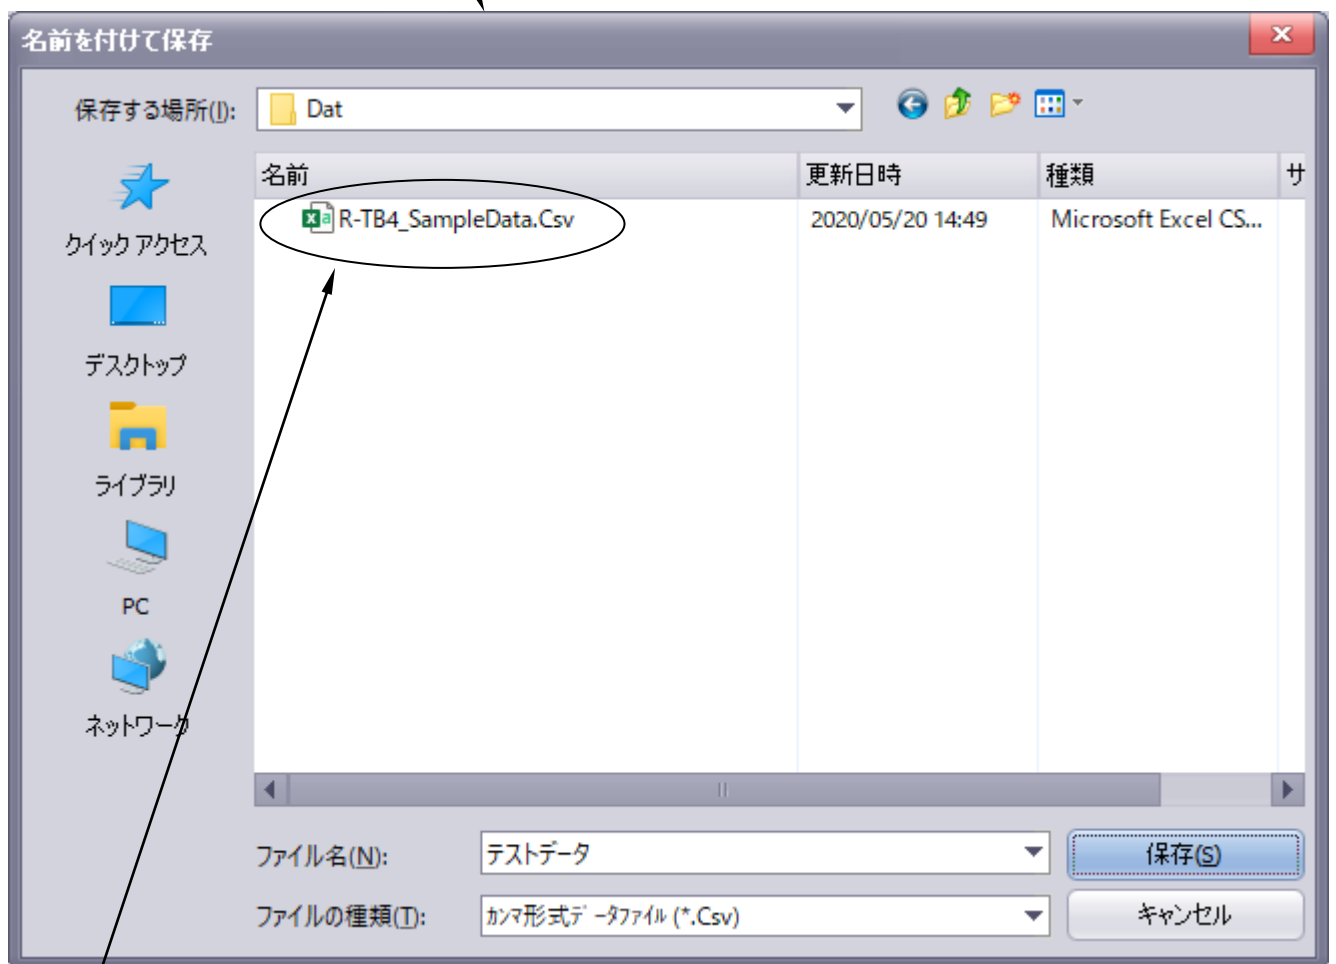 名前を付けて保存
保存する場所(I): Dat
名前 更新日時 種類 サ
R-TB4_SampleData.Csv 2020/05/20 14:49 Microsoft Excel CS...
クイック アクセス
デスクトップ
ライブラリ
PC
ネットワーク
ファイル名(N): テストデータ 保存(S)
ファイルの種類(T): ｶﾝﾏ形式ﾃﾞｰﾀﾌｧｲﾙ (*.Csv) キャンセル